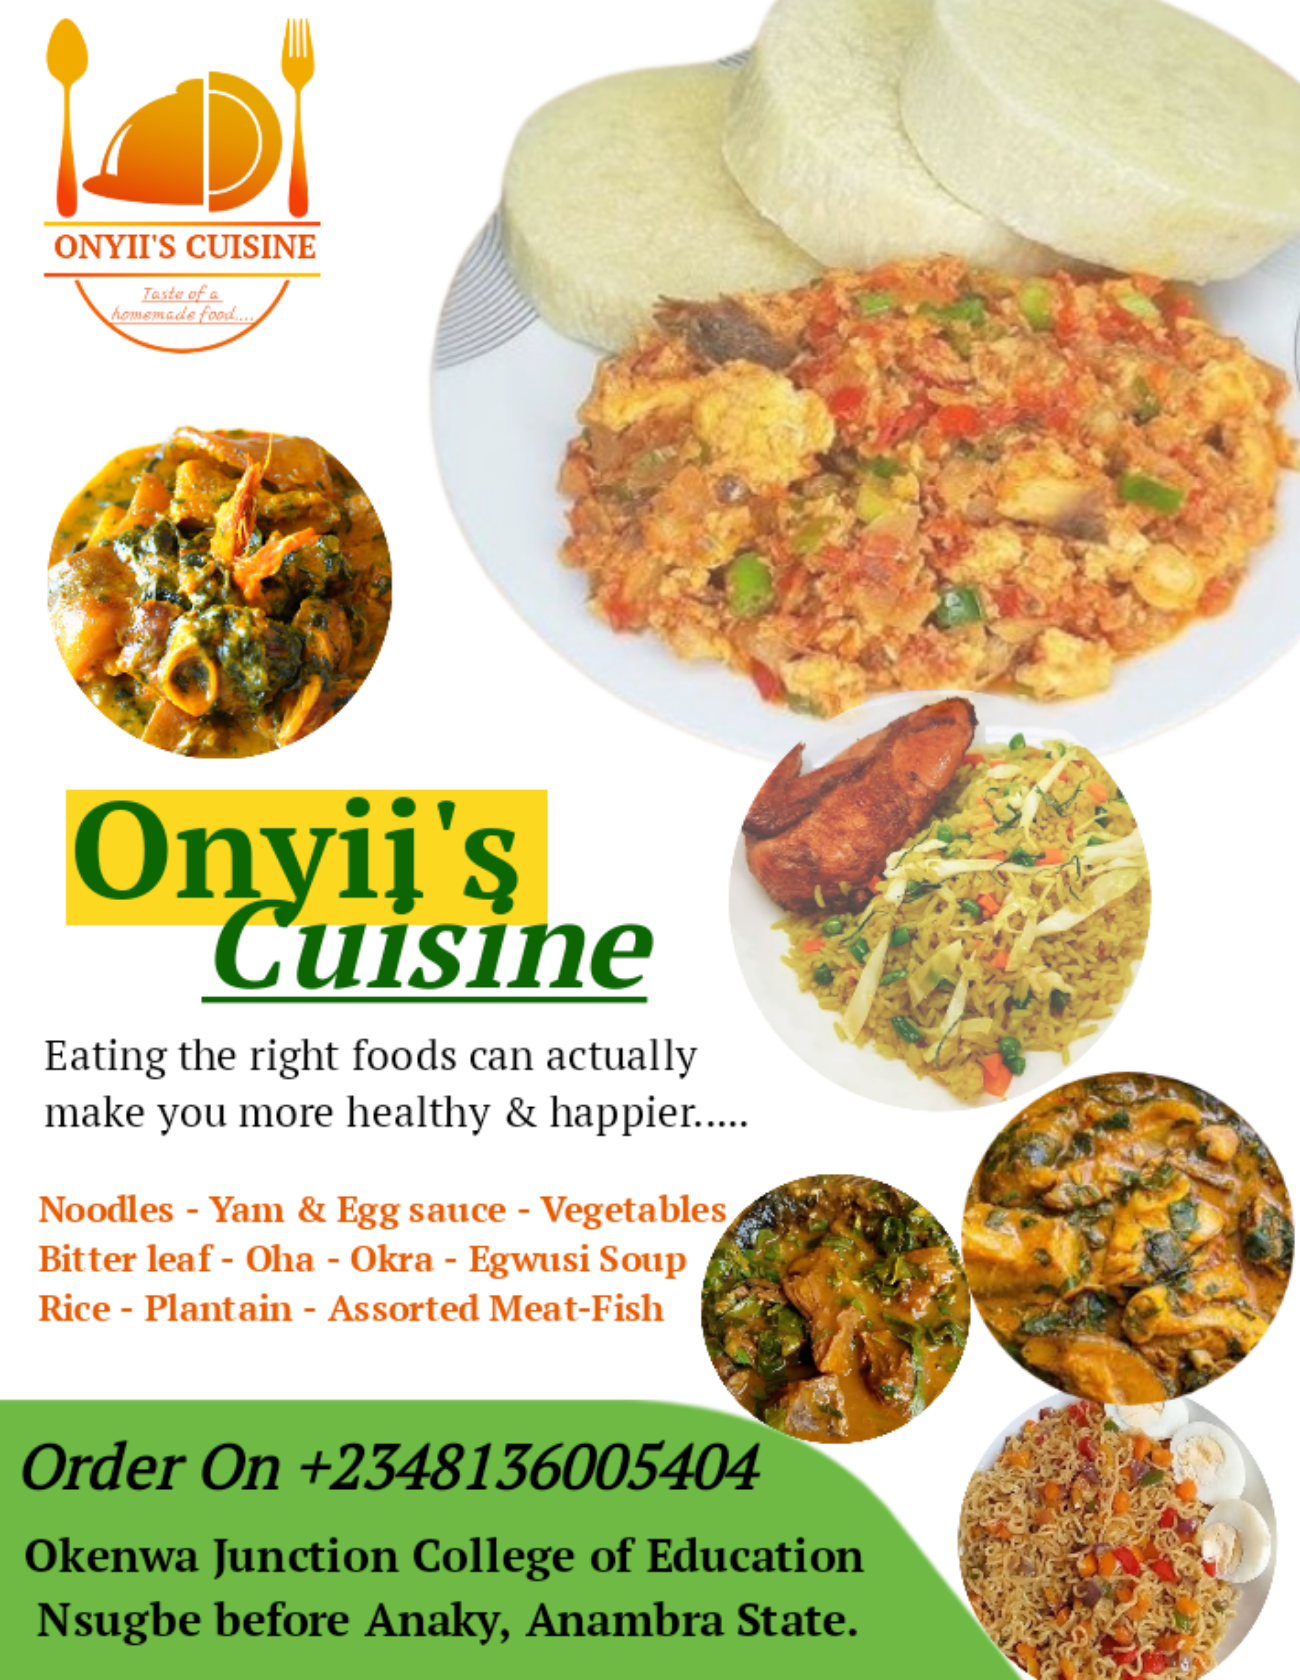 ONYII'S CUISINE
Taste of a
homemade food....
Onyii's
Cuisine
Eating the right foods can actually
make you more healthy & happier.....
Noodles - Yam & Egg sauce - Vegetables
Bitter leaf - Oha - Okra - Egwusi Soup
Rice - Plantain - Assorted Meat-Fish
Order On +2348136005404
Okenwa Junction College of Education
Nsugbe before Anaky, Anambra State.